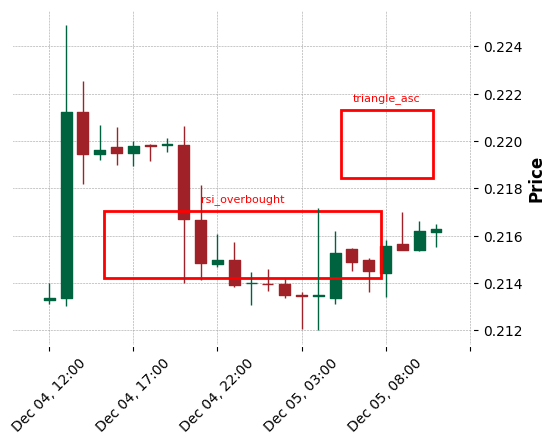 0.224
0.222
triangle_asc
0.220
0.218
rsi_overbought
0.216
0.214
0.212
Price
Dec 04, 12:00
Dec 04, 17:00
Dec 04, 22:00
Dec 05, 03:00
Dec 05, 08:00